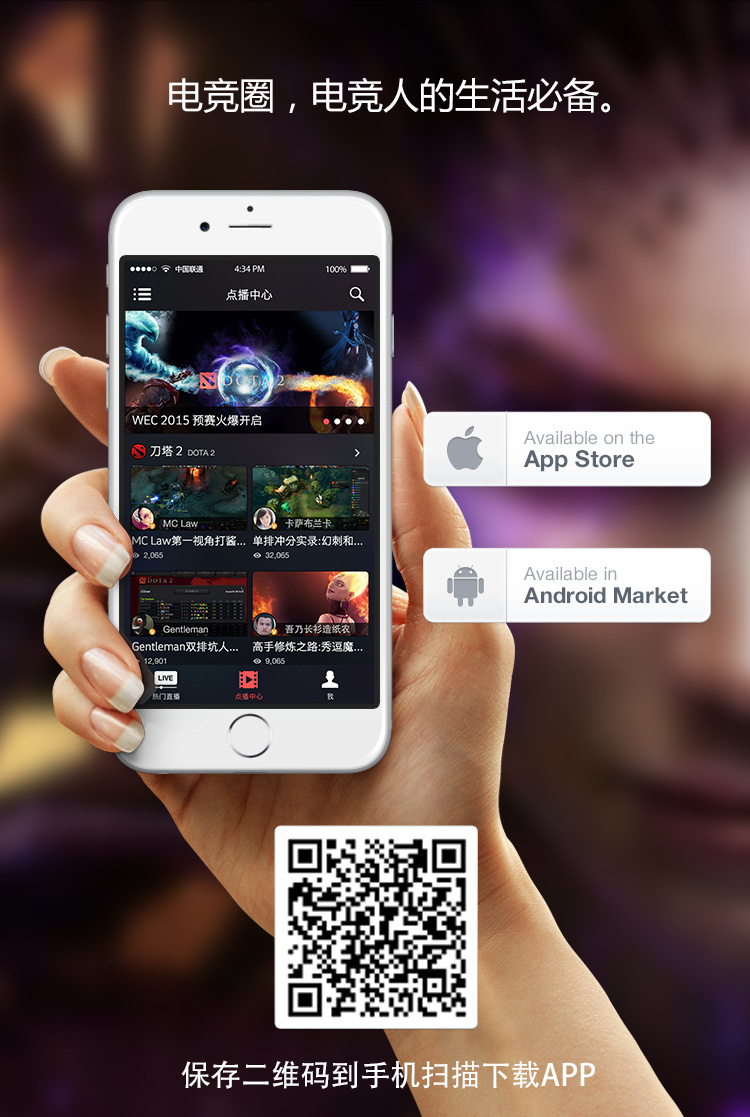 电竞圈，电竞人的生活必备。
中国联通 4:34 PM 100%
点播中心
DOTA 2
WEC 2015 预赛火爆开启
刀塔 2 DOTA 2
MC Law
卡萨布兰卡
MC Law第一视角打酱...
单排冲分实录:幻刺和...
2,065
32,065
DOTA 2
Gentleman
吾乃长衫造纸农
Gentleman双排坑人...
高手修炼之路:秀逗魔...
12,901
9,065
LIVE
热门直播
点播中心
我
Available on the
App Store
Available in
Android Market
保存二维码到手机扫描下载APP